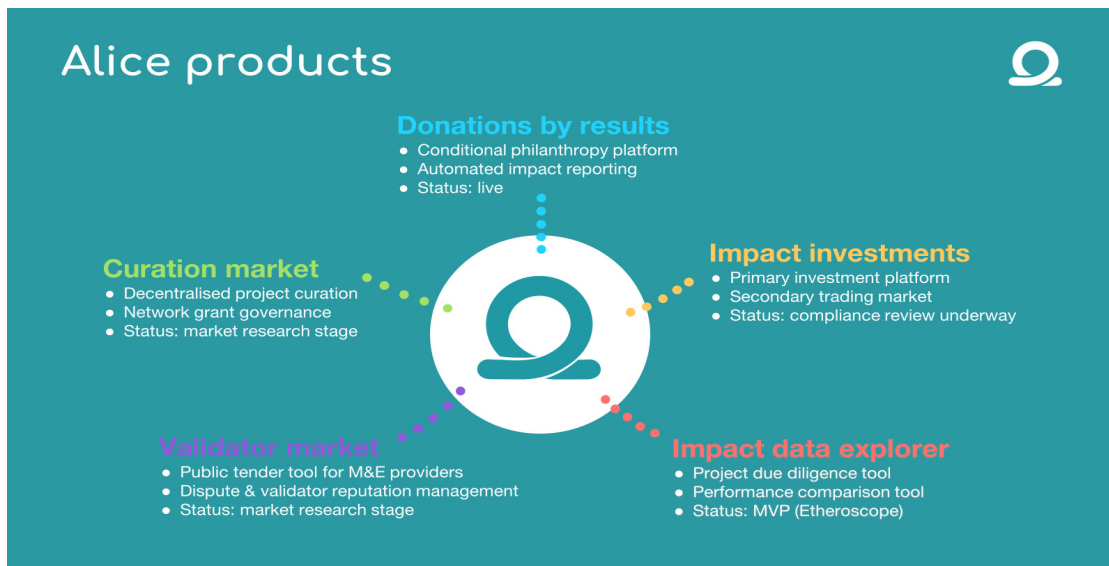 Alice products
Donations by results
● Conditional philanthropy platform
● Automated impact reporting
● Status: live
Curation market
● Decentralised project curation
● Network grant governance
● Status: market research stage
Impact investments
● Primary investment platform
● Secondary trading market
● Status: compliance review underway
Validator market
● Public tender tool for M&E providers
● Dispute & validator reputation management
● Status: market research stage
Impact data explorer
● Project due diligence tool
● Performance comparison tool
● Status: MVP (Etheroscope)